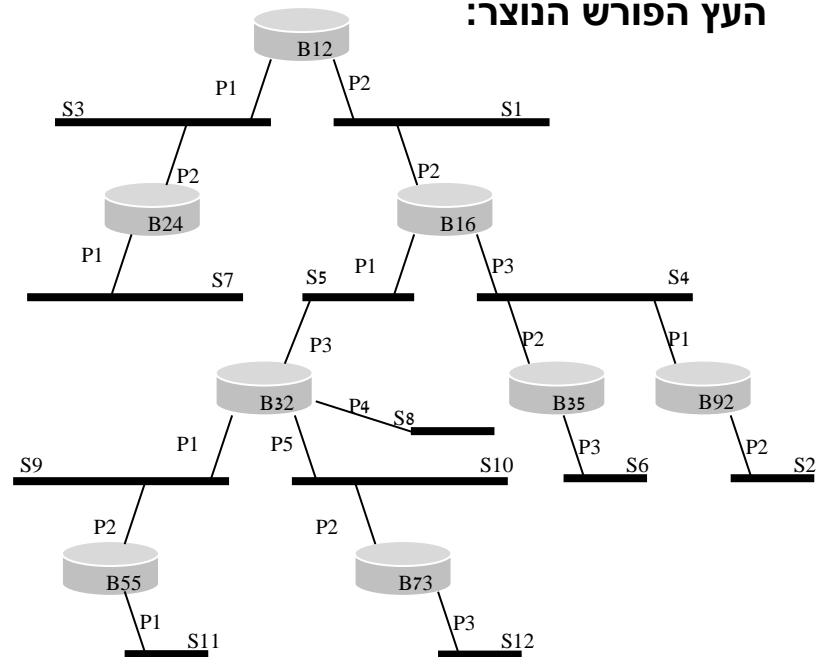 העץ הפורש הנוצר:
B12
P1 P2
S3 S1
P2 P2
B24 B16
P1 P1 P3
S7 S5 S4
P3 P2 P1
B32 B35 B92
P4 S8
P1 P5 P3 P2
S9 S10 S6 S2
P2 P2
B55 B73
P1 P3
S11 S12